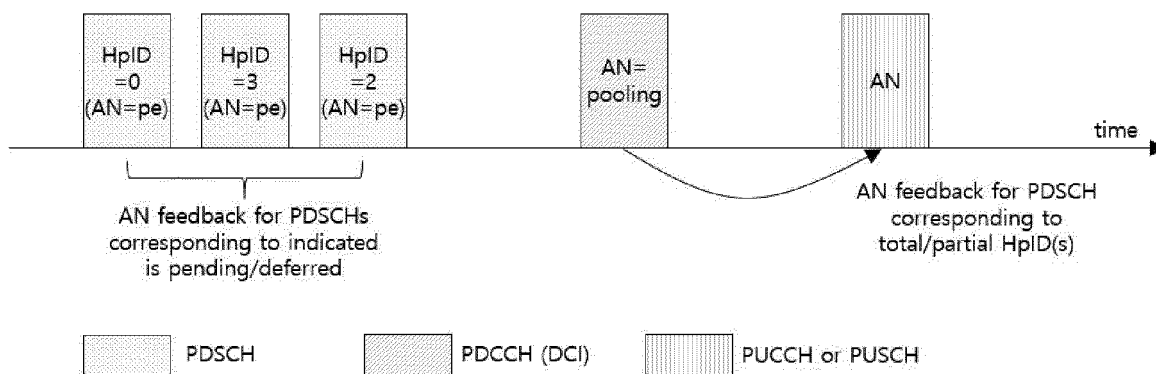 HpID
=0
(AN=pe)
HpID
=3
(AN=pe)
HpID
=2
(AN=pe)
AN=
pooling
AN
time
AN feedback for PDSCHs
corresponding to indicated
is pending/deferred
AN feedback for PDSCH
corresponding to
total/partial HpID(s)
PDSCH
PDCCH (DCI)
PUCCH or PUSCH